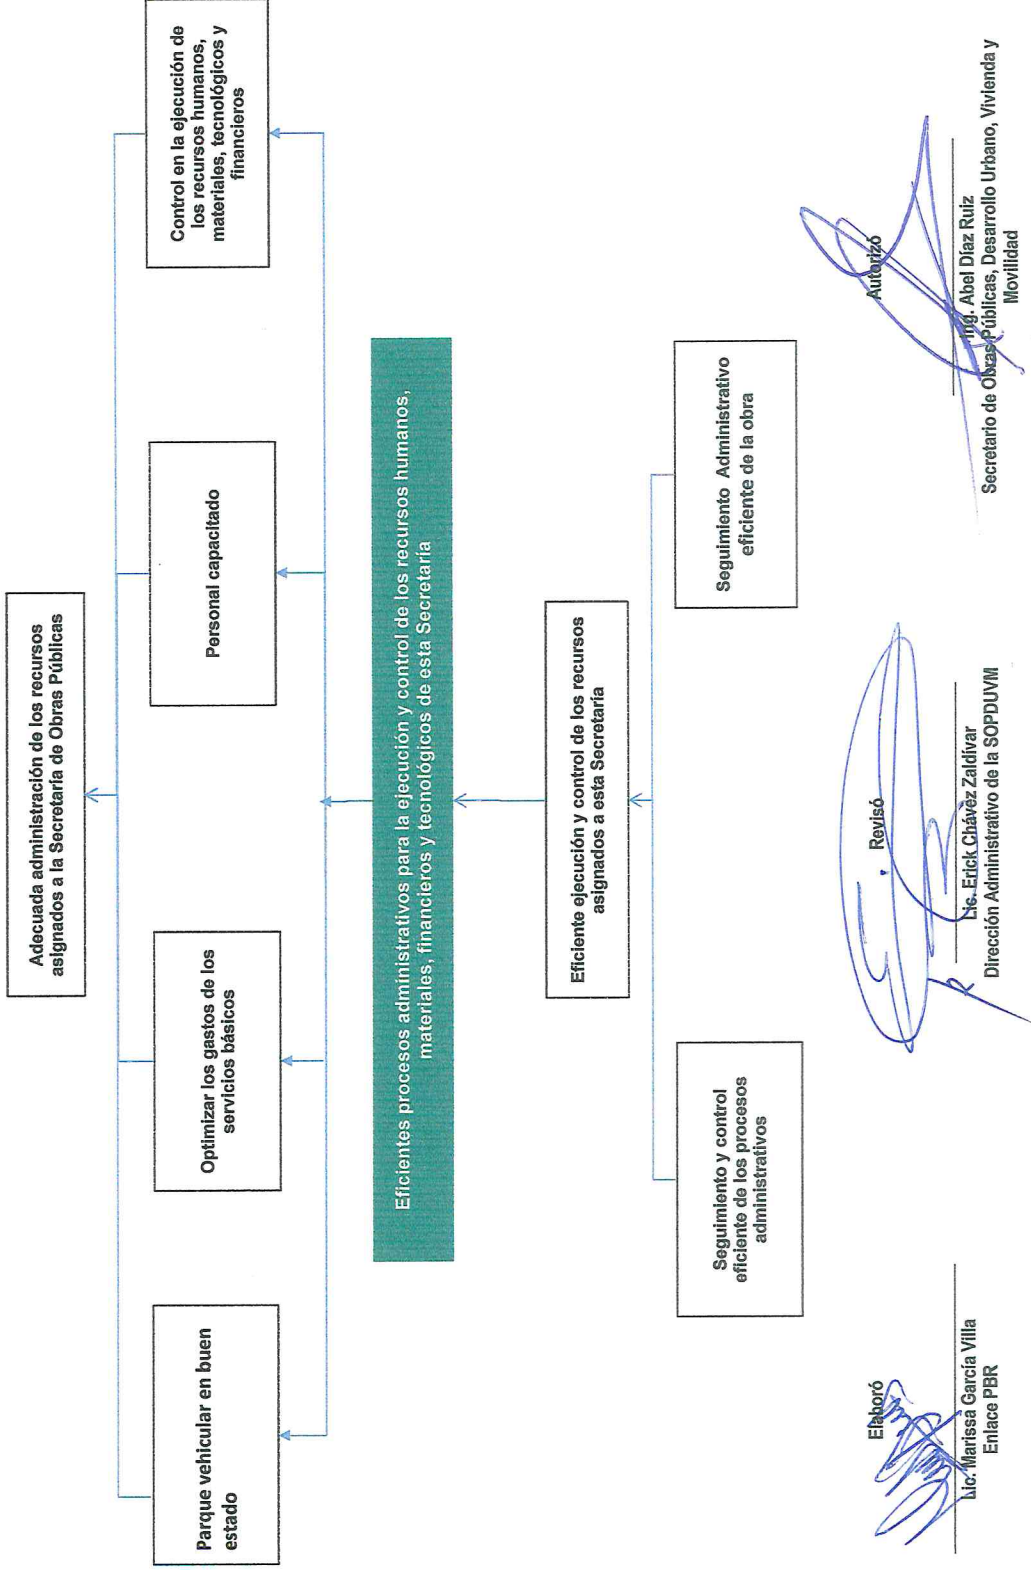 Adecuada administración de los recursos
asignados a la Secretaría de Obras Públicas
Parque vehicular en buen
estado
Optimizar los gastos de los
servicios básicos
Personal capacitado
Control en la ejecución de
los recursos humanos,
materiales, tecnológicos y
financieros
Eficientes procesos administrativos para la ejecución y control de los recursos humanos,
materiales, financieros y tecnológicos de esta Secretaría
Eficiente ejecución y control de los recursos
asignados a esta Secretaría
Seguimiento y control
eficiente de los procesos
administrativos
Seguimiento Administrativo
eficiente de la obra
Elaboró
Lic. Marissa García Villa
Enlace PBR
Revisó
Lic. Erick Chávez Zaldívar
Dirección Administrativo de la SOPDUVM
Autorizó
Ing. Abel Díaz Ruiz
Secretario de Obras Públicas, Desarrollo Urbano, Vivienda y
Movilidad